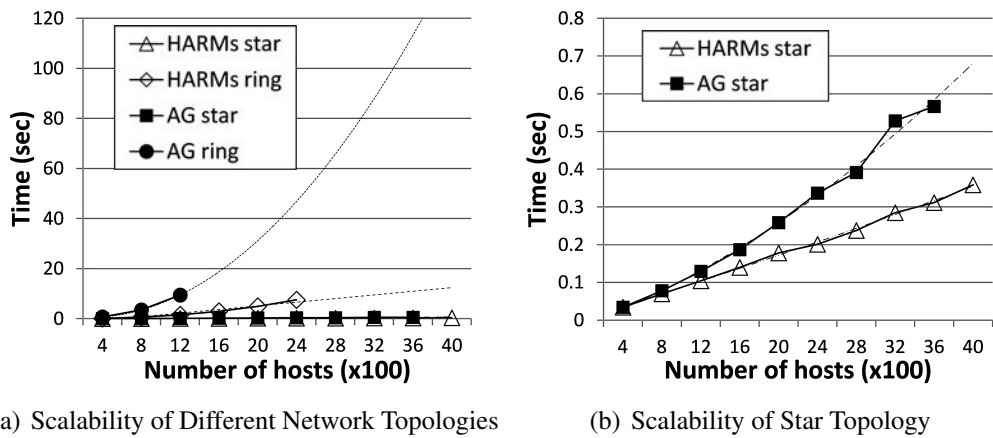 120
100
80
60
40
20
0
Time (sec)
HARMs star
HARMs ring
AG star
AG ring
4 8 12 16 20 24 28 32 36 40
Number of hosts (x100)
a) Scalability of Different Network Topologies
0.8
0.7
0.6
0.5
0.4
0.3
0.2
0.1
0
Time (sec)
HARMs star
AG star
4 8 12 16 20 24 28 32 36 40
Number of hosts (x100)
(b) Scalability of Star Topology